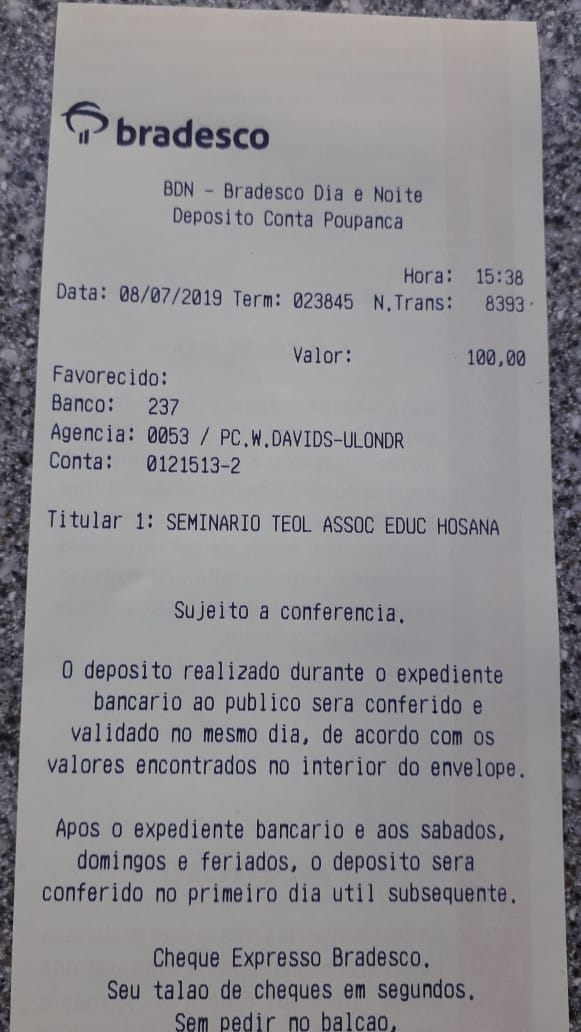 bradesco
BDN - Bradesco Dia e Noite
Deposito Conta Poupanca
Hora: 15:38
Data: 08/07/2019 Term: 023845 N.Trans: 8393
Valor: 100,00
Favorecido:
Banco: 237
Agencia: 0053 / PC.W.DAVIDS-ULONDR
Conta: 0121513-2
Titular 1: SEMINARIO TEOL ASSOC EDUC HOSANA
Sujeito a conferencia.
O deposito realizado durante o expediente
bancario ao publico sera conferido e
validado no mesmo dia, de acordo com os
valores encontrados no interior do envelope.
Apos o expediente bancario e aos sabados,
domingos e feriados, o deposito sera
conferido no primeiro dia util subsequente.
Cheque Expresso Bradesco.
Seu talao de cheques em segundos.
Sem pedir no balcao,